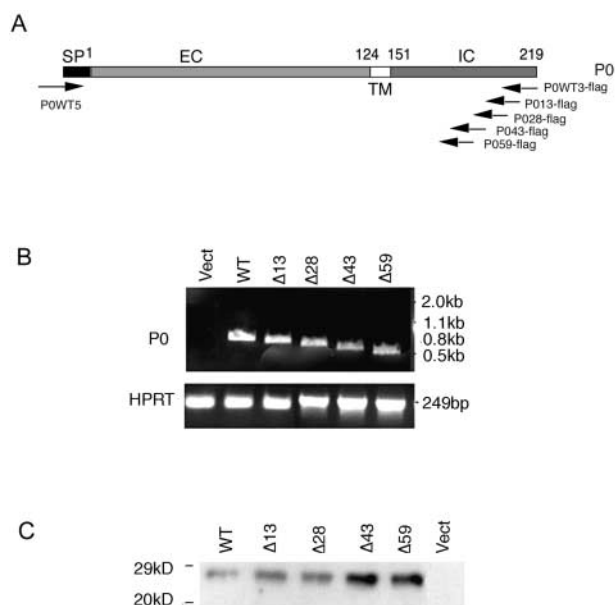 A
SP 1 EC 124 151 IC 219 P0
TM
P0WT5
P0WT3-flag
P013-flag
P028-flag
P043-flag
P059-flag
B
Vect WT Δ13 Δ28 Δ43 Δ59
P0
2.0kb
1.1kb
0.8kb
0.5kb
HPRT 249bp
C
WT Δ13 Δ28 Δ43 Δ59 Vect
29kD
20kD